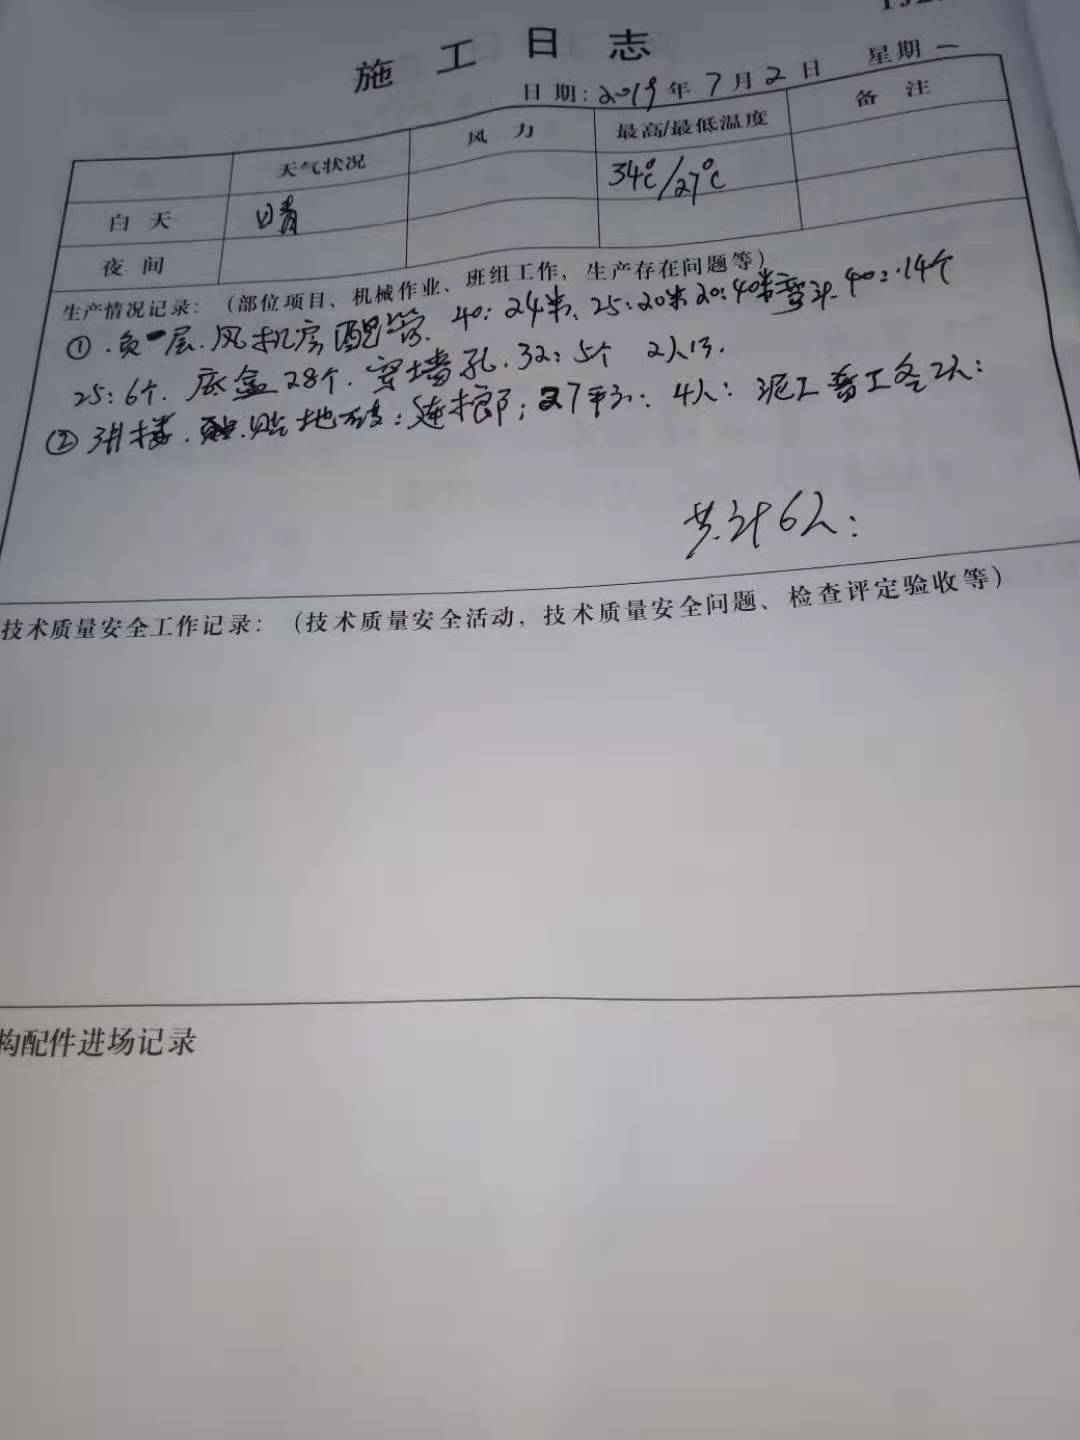 施工日志
日期：2019年7月2日 星期一
天气状况 风力 最高/最低温度 备注
白天 晴 34℃/27℃
夜间
生产情况记录：（部位项目、机械作业、班组工作，生产存在问题等）
①.负一层.风机房配管.40：24米、25：20米20：40米弯斗.40：14个
25：6个.底盒28个.穿墙孔.32：5个 2人工.
②讲楼.贴地砖：连廊；27平方：4人：泥工普工各2人：
共计6人：
技术质量安全工作记录：（技术质量安全活动，技术质量安全问题、检查评定验收等）
构配件进场记录